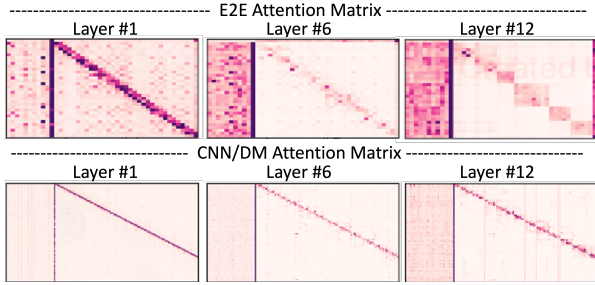 E2E Attention Matrix
Layer #1 Layer #6 Layer #12
CNN/DM Attention Matrix
Layer #1 Layer #6 Layer #12